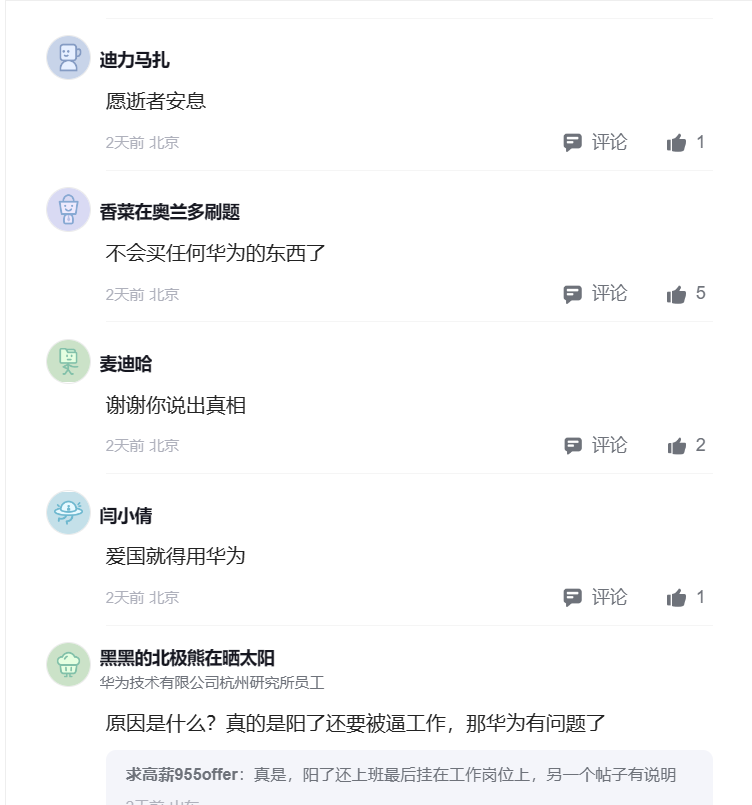 迪力马扎
愿逝者安息
2天前 北京 评论 1
香菜在奥兰多刷题
不会买任何华为的东西了
2天前 北京 评论 5
麦迪哈
谢谢你说出真相
2天前 北京 评论 2
闫小倩
爱国就得用华为
2天前 北京 评论 1
黑黑的北极熊在晒太阳
华为技术有限公司杭州研究所员工
原因是什么？真的是阳了还要被逼工作，那华为有问题了
求高薪955offer：真是，阳了还上班最后挂在工作岗位上，另一个帖子有说明
2天前 山东